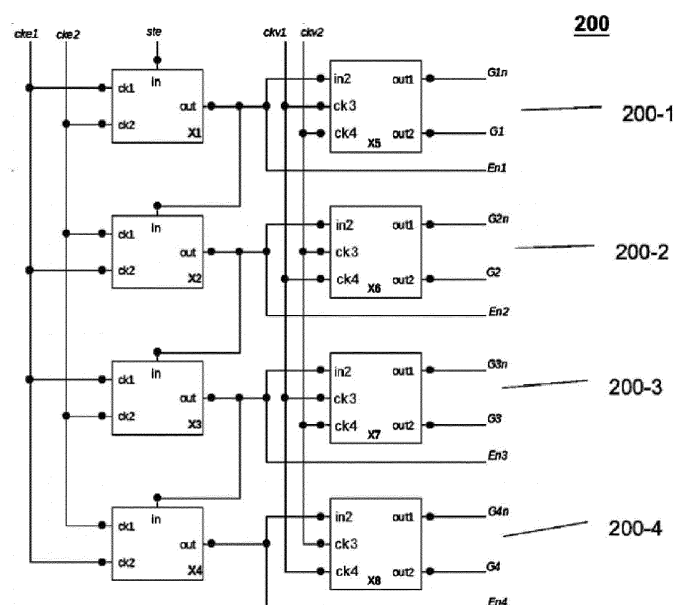 200
cke1 cke2 ste ckv1 ckv2
in in2 out1 G1n
ck1 out ck3 200-1
ck2 X1 ck4 X5 out2 G1
En1
in in2 out1 G2n
ck1 out ck3 200-2
ck2 X2 ck4 X6 out2 G2
En2
in in2 out1 G3n
ck1 out ck3 200-3
ck2 X3 ck4 X7 out2 G3
En3
in in2 out1 G4n
ck1 out ck3 200-4
ck2 X4 ck4 X8 out2 G4
En4